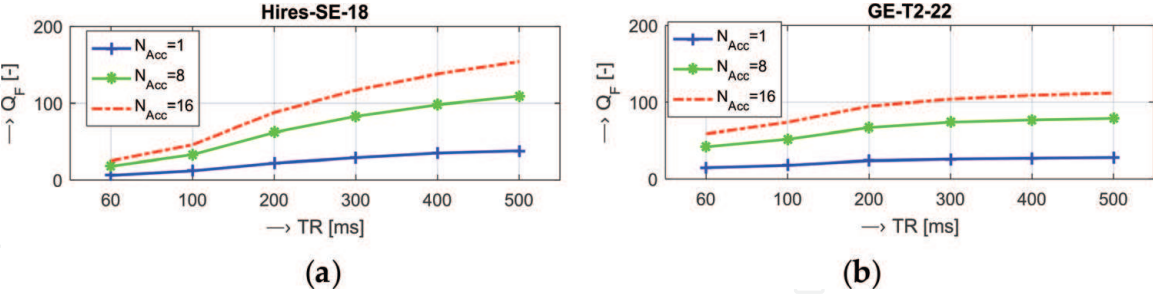 Hires-SE-18
200
100
0
—› Q_F [-]
N_Acc=1
N_Acc=8
N_Acc=16
60 100 200 300 400 500
—› TR [ms]
(a)
GE-T2-22
200
100
0
—› Q_F [-]
N_Acc=1
N_Acc=8
N_Acc=16
60 100 200 300 400 500
—› TR [ms]
(b)